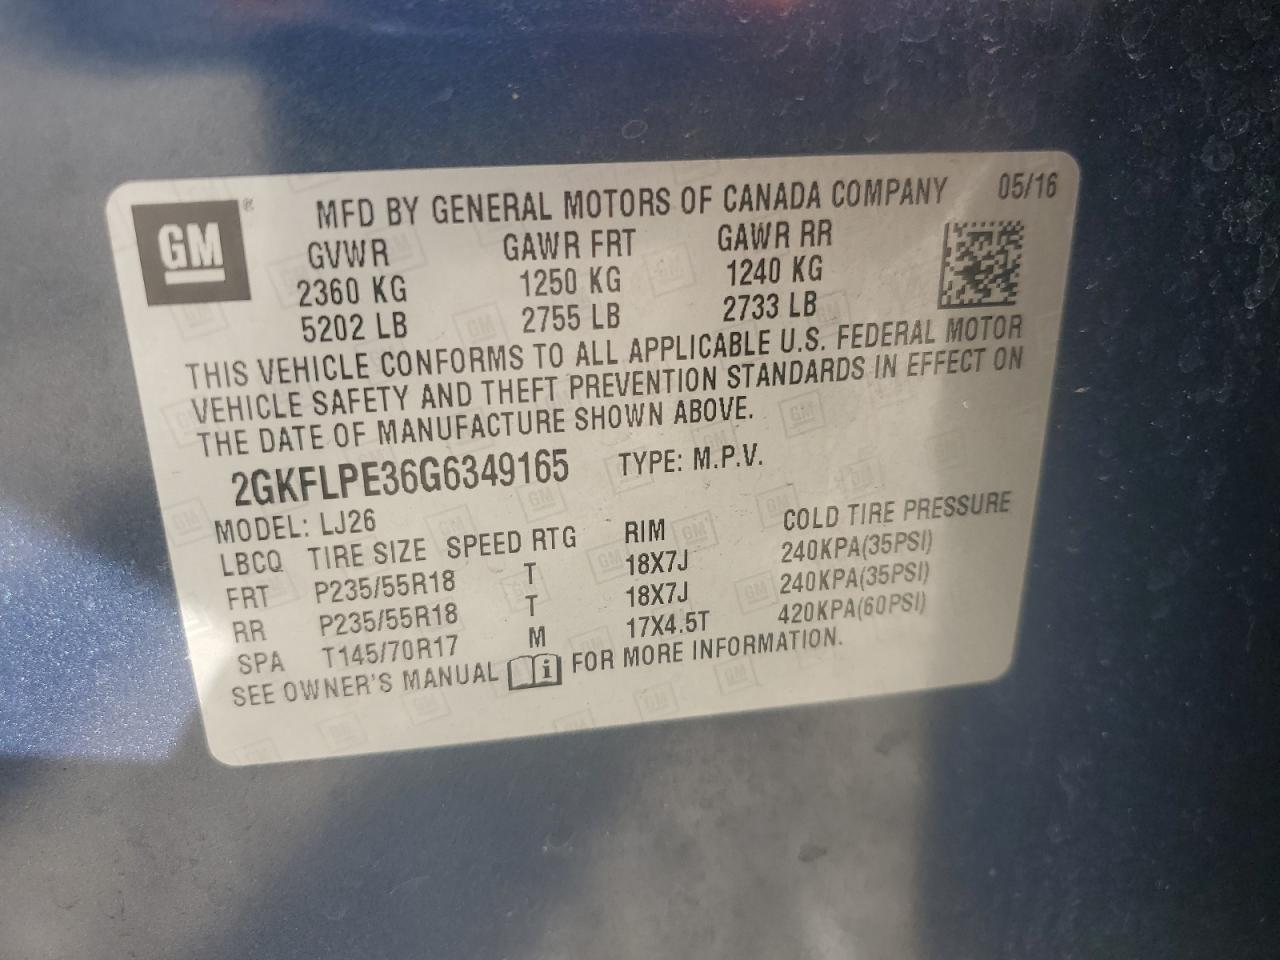 GM ® MFD BY GENERAL MOTORS OF CANADA COMPANY 05/16
GVWR GAWR FRT GAWR RR
2360 KG 1250 KG 1240 KG
5202 LB 2755 LB 2733 LB
THIS VEHICLE CONFORMS TO ALL APPLICABLE U.S. FEDERAL MOTOR
VEHICLE SAFETY AND THEFT PREVENTION STANDARDS IN EFFECT ON
THE DATE OF MANUFACTURE SHOWN ABOVE.
2GKFLPE36G6349165 TYPE: M.P.V.
MODEL: LJ26
LBCQ TIRE SIZE SPEED RTG RIM COLD TIRE PRESSURE
FRT P235/55R18 T 18X7J 240KPA(35PSI)
RR P235/55R18 T 18X7J 240KPA(35PSI)
SPA T145/70R17 M 17X4.5T 420KPA(60PSI)
SEE OWNER'S MANUAL i FOR MORE INFORMATION.